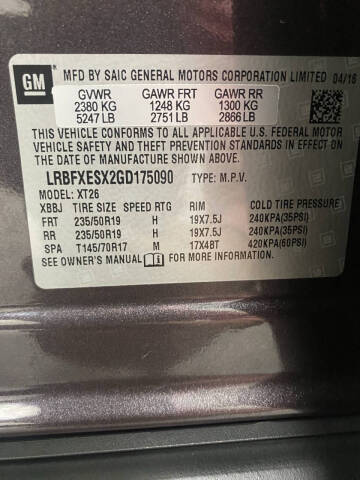 GM
MFD BY SAIC GENERAL MOTORS CORPORATION LIMITED 04/16
GVWR GAWR FRT GAWR RR
2380 KG 1248 KG 1300 KG
5247 LB 2751 LB 2866 LB
THIS VEHICLE CONFORMS TO ALL APPLICABLE U.S. FEDERAL MOTOR
VEHICLE SAFETY AND THEFT PREVENTION STANDARDS IN EFFECT ON THE
DATE OF MANUFACTURE SHOWN ABOVE.
LRBFXESX2GD175090 TYPE: M.P.V.
MODEL: XT26
XBBJ TIRE SIZE SPEED RTG RIM COLD TIRE PRESSURE
FRT 235/50R19 H 19X7.5J 240KPA(35PSI)
RR 235/50R19 H 19X7.5J 240KPA(35PSI)
SPA T145/70R17 M 17X4BT 420KPA(60PSI)
SEE OWNER'S MANUAL FOR MORE INFORMATION